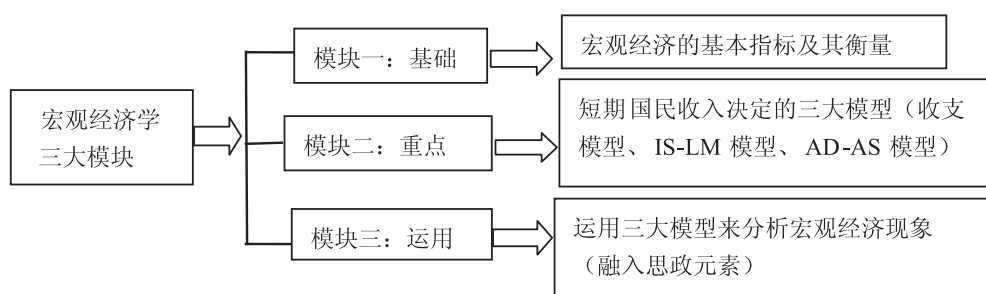 宏观经济学
三大模块
模块一：基础
宏观经济的基本指标及其衡量
模块二：重点
短期国民收入决定的三大模型（收支
模型、IS-LM 模型、AD-AS 模型）
模块三：运用
运用三大模型来分析宏观经济现象
（融入思政元素）